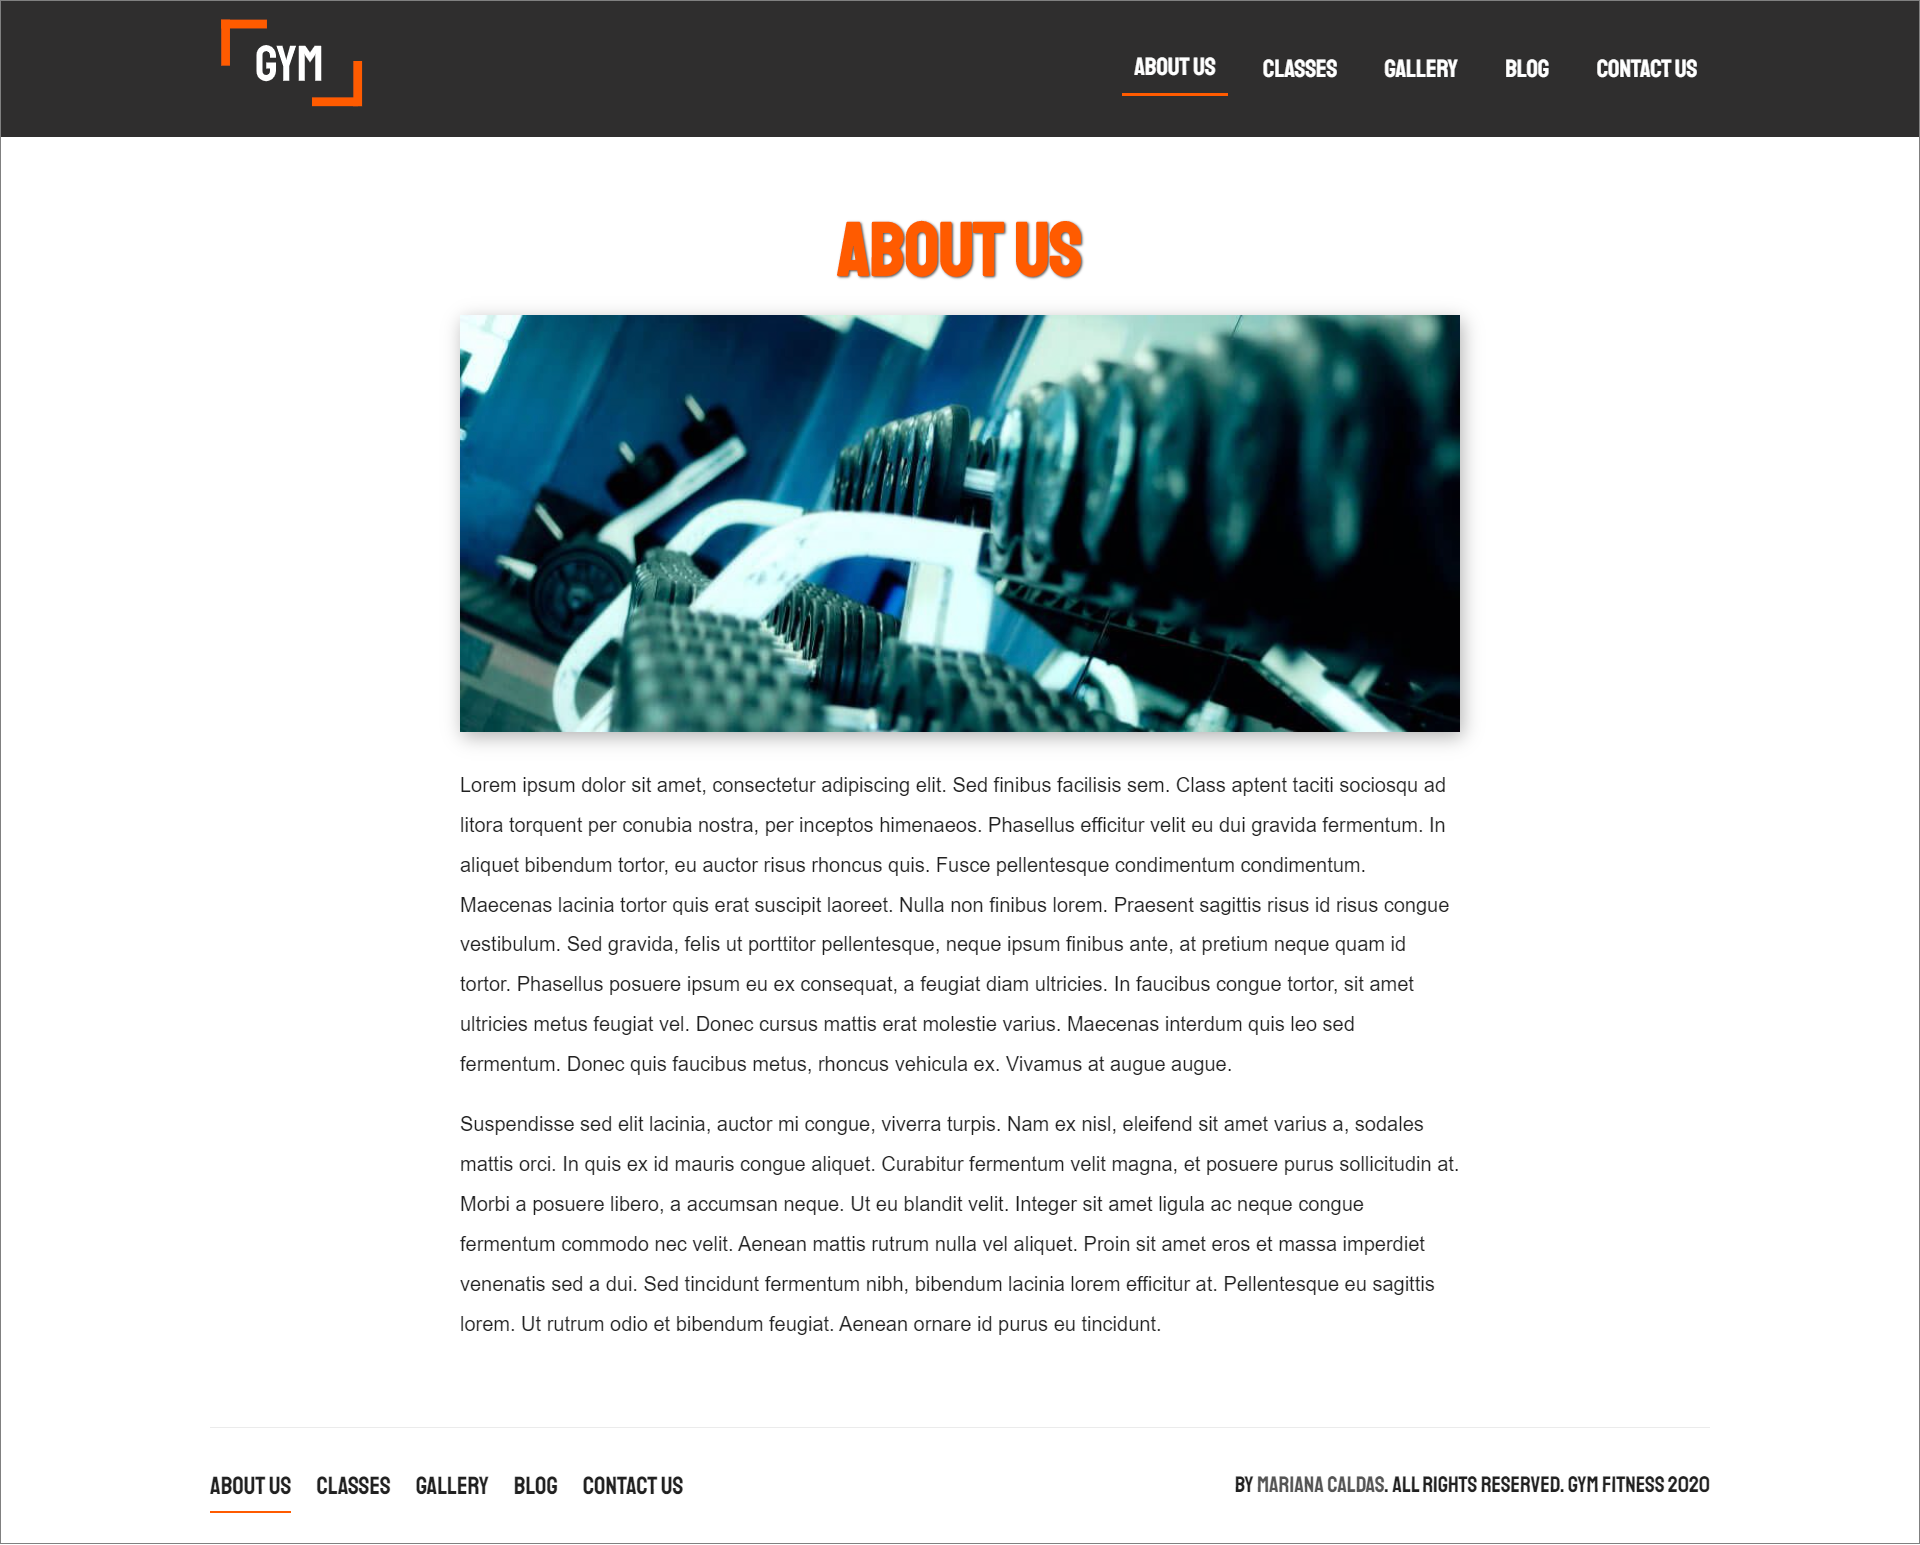 GYM
ABOUT US CLASSES GALLERY BLOG CONTACT US
ABOUT US
Lorem ipsum dolor sit amet, consectetur adipiscing elit. Sed finibus facilisis sem. Class aptent taciti sociosqu ad
litora torquent per conubia nostra, per inceptos himenaeos. Phasellus efficitur velit eu dui gravida fermentum. In
aliquet bibendum tortor, eu auctor risus rhoncus quis. Fusce pellentesque condimentum condimentum.
Maecenas lacinia tortor quis erat suscipit laoreet. Nulla non finibus lorem. Praesent sagittis risus id risus congue
vestibulum. Sed gravida, felis ut porttitor pellentesque, neque ipsum finibus ante, at pretium neque quam id
tortor. Phasellus posuere ipsum eu ex consequat, a feugiat diam ultricies. In faucibus congue tortor, sit amet
ultricies metus feugiat vel. Donec cursus mattis erat molestie varius. Maecenas interdum quis leo sed
fermentum. Donec quis faucibus metus, rhoncus vehicula ex. Vivamus at augue augue.
Suspendisse sed elit lacinia, auctor mi congue, viverra turpis. Nam ex nisl, eleifend sit amet varius a, sodales
mattis orci. In quis ex id mauris congue aliquet. Curabitur fermentum velit magna, et posuere purus sollicitudin at.
Morbi a posuere libero, a accumsan neque. Ut eu blandit velit. Integer sit amet ligula ac neque congue
fermentum commodo nec velit. Aenean mattis rutrum nulla vel aliquet. Proin sit amet eros et massa imperdiet
venenatis sed a dui. Sed tincidunt fermentum nibh, bibendum lacinia lorem efficitur at. Pellentesque eu sagittis
lorem. Ut rutrum odio et bibendum feugiat. Aenean ornare id purus eu tincidunt.
ABOUT US CLASSES GALLERY BLOG CONTACT US
BY MARIANA CALDAS. ALL RIGHTS RESERVED. GYM FITNESS 2020